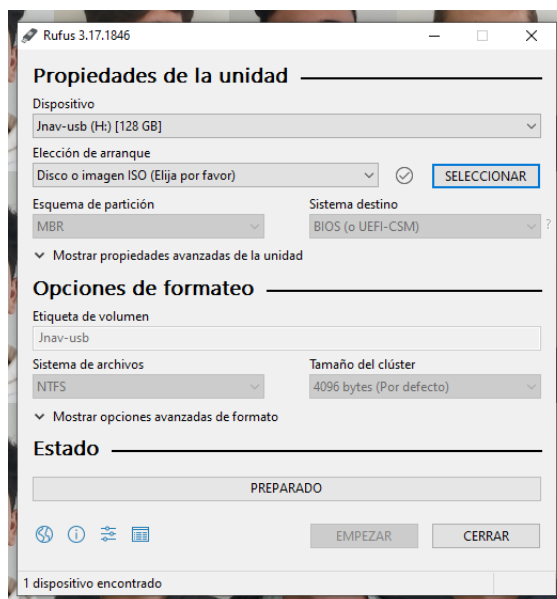 Rufus 3.17.1846
Propiedades de la unidad
Dispositivo
Jnav-usb (H:) [128 GB]
Elección de arranque
Disco o imagen ISO (Elija por favor)
SELECCIONAR
Esquema de partición
Sistema destino
MBR
BIOS (o UEFI-CSM)
?
Mostrar propiedades avanzadas de la unidad
Opciones de formateo
Etiqueta de volumen
Jnav-usb
Sistema de archivos
Tamaño del clúster
NTFS
4096 bytes (Por defecto)
Mostrar opciones avanzadas de formato
Estado
PREPARADO
EMPEZAR
CERRAR
1 dispositivo encontrado